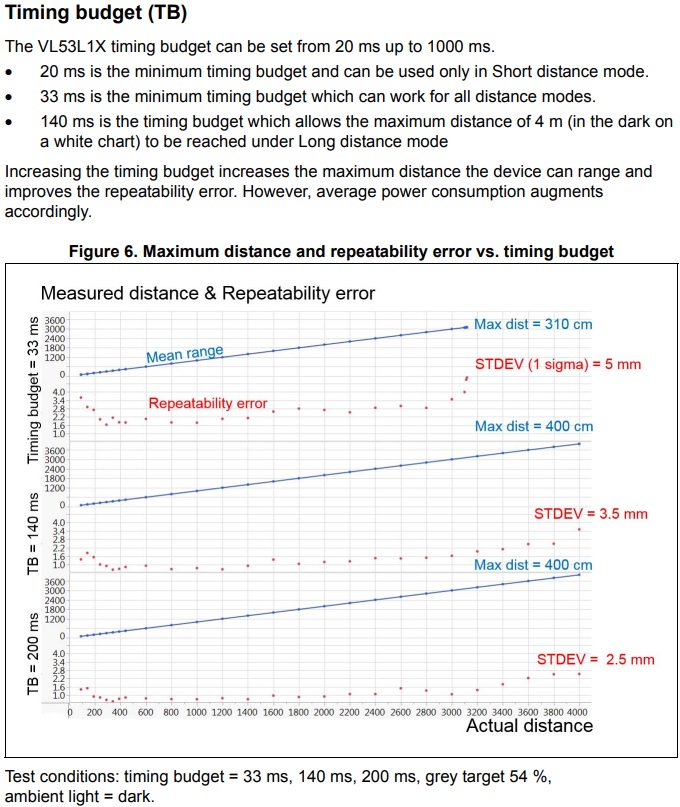 Timing budget (TB)
The VL53L1X timing budget can be set from 20 ms up to 1000 ms.
• 20 ms is the minimum timing budget and can be used only in Short distance mode.
• 33 ms is the minimum timing budget which can work for all distance modes.
• 140 ms is the timing budget which allows the maximum distance of 4 m (in the dark on
a white chart) to be reached under Long distance mode
Increasing the timing budget increases the maximum distance the device can range and
improves the repeatability error. However, average power consumption augments
accordingly.
Figure 6. Maximum distance and repeatability error vs. timing budget
Measured distance & Repeatability error
Timing budget = 33 ms
3600
3000
2400
1800
1200
0
Mean range
Max dist = 310 cm
STDEV (1 sigma) = 5 mm
4.0
3.4
2.8
2.2
1.6
1.0
Repeatability error
Max dist = 400 cm
TB = 140 ms
3600
3000
2400
1800
1200
0
STDEV = 3.5 mm
4.0
3.4
2.8
2.2
1.6
1.0
Max dist = 400 cm
TB = 200 ms
3600
3000
2400
1800
1200
0
STDEV = 2.5 mm
4.0
3.4
2.8
2.2
1.6
1.0
0 200 400 600 800 1000 1200 1400 1600 1800 2000 2200 2400 2600 2800 3000 3200 3400 3600 3800 4000
Actual distance
Test conditions: timing budget = 33 ms, 140 ms, 200 ms, grey target 54 %,
ambient light = dark.